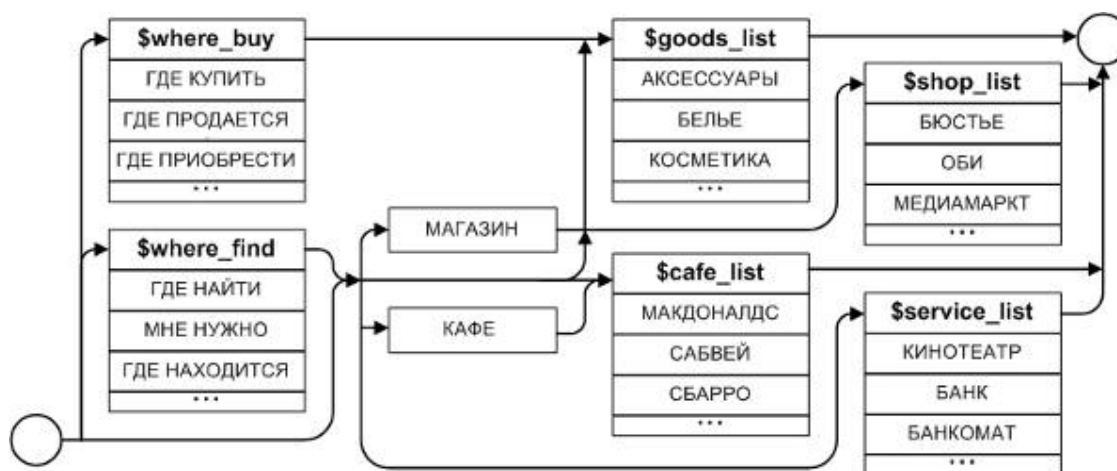 $where_buy
ГДЕ КУПИТЬ
ГДЕ ПРОДАЕТСЯ
ГДЕ ПРИОБРЕСТИ
...
$where_find
ГДЕ НАЙТИ
МНЕ НУЖНО
ГДЕ НАХОДИТСЯ
...
МАГАЗИН
КАФЕ
$goods_list
АКСЕССУАРЫ
БЕЛЬЕ
КОСМЕТИКА
...
$cafe_list
МАКДОНАЛДС
САБВЕЙ
СБАРРО
...
$shop_list
БЮСТЬЕ
ОБИ
МЕДИАМАРКТ
...
$service_list
КИНОТЕАТР
БАНК
БАНКОМАТ
...